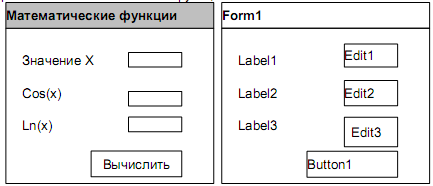 Математические функции
Значение X
Cos(x)
Ln(x)
Вычислить
Form1
Label1 Edit1
Label2 Edit2
Label3 Edit3
Button1